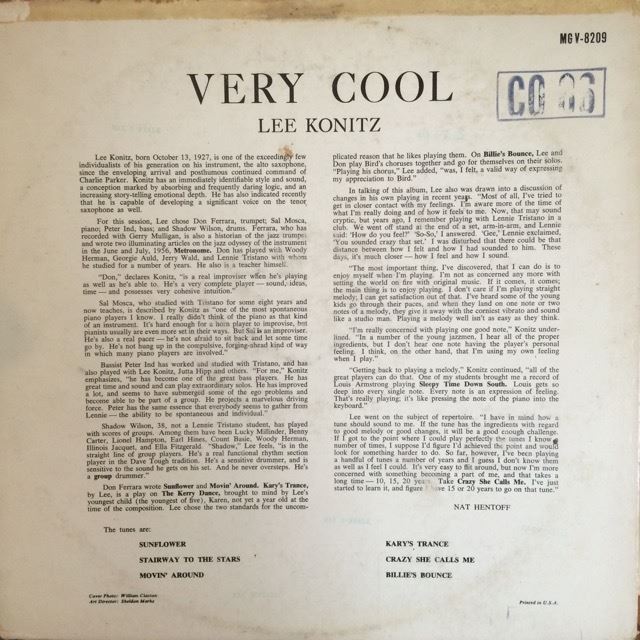 MG V-8209
VERY COOL
LEE KONITZ
Lee Konitz, born October 13, 1927, is one of the exceedingly few
individualists of his generation on his instrument, the alto saxophone,
since the enveloping arrival and posthumous continued command of
Charlie Parker. Konitz has an immediately identifiable style and sound,
a conception marked by absorbing and frequently daring logic, and an
increasing story-telling emotional depth. He has also indicated recently
that he is capable of developing a significant voice on the tenor
saxophone as well.
For this session, Lee chose Don Ferrara, trumpet; Sal Mosca,
piano; Peter Ind, bass; and Shadow Wilson, drums. Ferrara, who has
recorded with Gerry Mulligan, is also a historian of the jazz trumpet
and wrote two illuminating articles on the jazz odyssey of the instrument
in the June and July, 1956, Metronome. Don has played with Woody
Herman, Georgie Auld, Jerry Wald, and Lennie Tristano with whom
he studied for a number of years. He also is a teacher himself.
"Don," declares Konitz, "is a real improviser when he's playing
as well as he's able to. He's a very complete player — sound, ideas,
time — and possesses very cohesive intuition."
Sal Mosca, who studied with Tristano for some eight years and
now teaches, is described by Konitz as "one of the most spontaneous
piano players I know. I really didn't think of the piano as that kind
of an instrument. It's hard enough for a horn player to improvise, but
pianists usually are even more set in their ways. But Sal is an improviser.
He's also a real pacer — he's not afraid to sit back and let some time
go by. He's not hung up in the compulsive, forging-ahead kind of way
in which many piano players are involved."
Bassist Peter Ind has worked and studied with Tristano, and has
also played with Lee Konitz, Jutta Hipp and others. "For me," Konitz
emphasizes, "he has become one of the great bass players. He has
great time and sound and can play extraordinary solos. He has improved
a lot, and seems to have submerged some of the ego problems and
become able to be part of a group. He projects a marvelous driving
force. Peter has the same essence that everybody seems to gather from
Lennie — the ability to be spontaneous and individual."
Shadow Wilson, 38, not a Lennie Tristano student, has played
with scores of groups. Among them have been Lucky Millinder, Benny
Carter, Lionel Hampton, Earl Hines, Count Basie, Woody Herman,
Illinois Jacquet, and Ella Fitzgerald. "Shadow," Lee feels, "is in the
straight line of group players. He's a real functional rhythm section
player in the Dave Tough tradition. He's a sensitive drummer, and is
sensitive to the sound he gets on his set. And he never oversteps. He's
a group drummer."
Don Ferrara wrote Sunflower and Movin' Around. Kary's Trance,
by Lee, is a play on The Kerry Dance, brought to mind by Lee's
youngest child (the youngest of five), Karen, not yet a year old at the
time of the composition. Lee chose the two standards for the uncom-
plicated reason that he likes playing them. On Billie's Bounce, Lee and
Don play Bird's choruses together and go for themselves on their solos.
"Playing his chorus," Lee added, "was, I felt, a valid way of expressing
my appreciation to Bird."
In talking of this album, Lee also was drawn into a discussion of
changes in his own playing in recent years. "Most of all, I've tried to
get in closer contact with my feelings. I'm aware more of the time of
what I'm really doing and of how it feels to me. Now, that may sound
cryptic, but years ago, I remember playing with Lennie Tristano in a
club. We went off stand at the end of a set, arm-in-arm, and Lennie
said: 'How do you feel?' 'So-So,' I answered. 'Gee,' Lennie exclaimed,
'You sounded crazy that set.' I was disturbed that there could be that
distance between how I felt and how I had sounded to him. These
days, it's much closer — how I feel and how I sound.
"The most important thing, I've discovered, that I can do is to
enjoy myself when I'm playing. I'm not as concerned any more with
setting the world on fire with original music. If it comes, it comes;
the main thing is to enjoy playing. I don't care if I'm playing straight
melody; I can get satisfaction out of that. I've heard some of the young
kids go through their paces, and when they land on one note or two
notes of a melody, they give it away with the corniest vibrato and sound
like a studio man. Playing a melody well isn't as easy as they think.
"I'm really concerned with playing one good note," Konitz under-
lined. "In a number of the young jazzmen, I hear all of the proper
ingredients, but I don't hear one note having the player's personal
feeling. I think, on the other hand, that I'm using my own feeling
when I play."
"Getting back to playing a melody," Konitz continued, "all of the
great players can do that. One of my students brought me a record of
Louis Armstrong playing Sleepy Time Down South. Louis gets so
deep into every single note. Every note is an expression of feeling.
That's really playing; it's like pressing the note of the piano into the
keyboard."
Lee went on the subject of repertoire. "I have in mind how a
tune should sound to me. If the tune has the ingredients with regard
to good melody or good changes, it will be a good enough challenge.
If I got to the point where I could play perfectly the tunes I know
number of times, I suppose I'd figure I'd achieved the point and would
look for something harder to do. So far, however, I've been playing
a handful of tunes a number of years and I guess I don't know them
as well as I feel I could. It's very easy to flit around, but now I'm more
concerned with something becoming a part of me, and that takes a
long time — 10, 15, 20 years. Take Crazy She Calls Me. I've just
started to learn it, and figure I have 15 or 20 years to go on that tune."
NAT HENTOFF
The tunes are:
SUNFLOWER
STAIRWAY TO THE STARS
MOVIN' AROUND
KARY'S TRANCE
CRAZY SHE CALLS ME
BILLIE'S BOUNCE
Cover Photo: William Claxton
Art Director: Sheldon Marks
Printed in U.S.A.